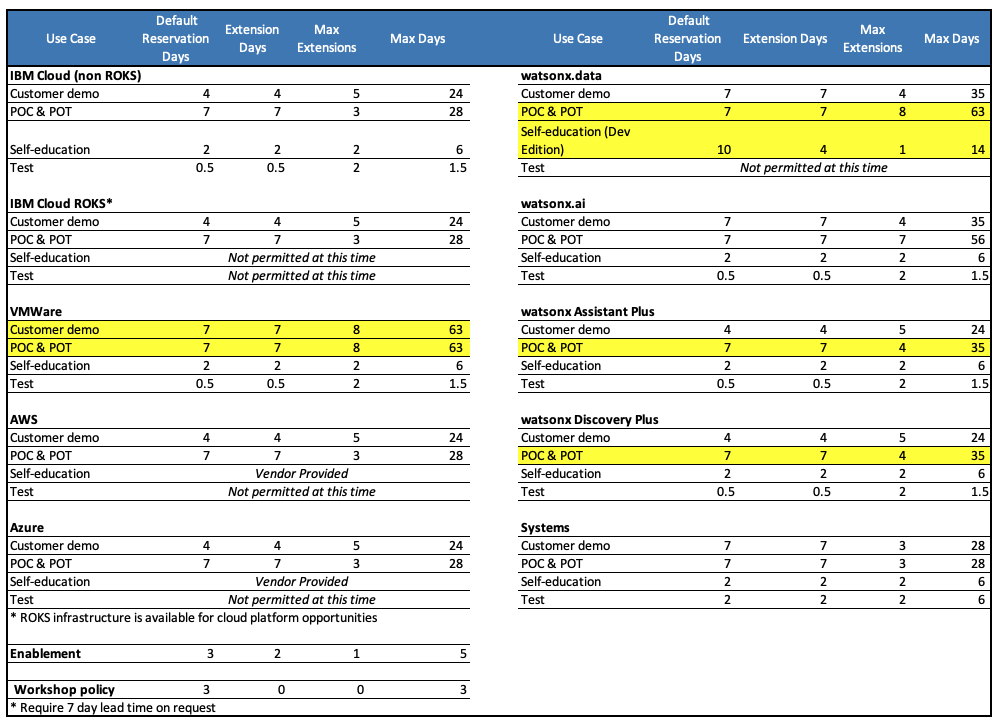 Use Case Default Reservation Days Extension Days Max Extensions Max Days
IBM Cloud (non ROKS)
Customer demo 4 4 5 24
POC & POT 7 7 3 28
Self-education 2 2 2 6
Test 0.5 0.5 2 1.5
IBM Cloud ROKS*
Customer demo 4 4 5 24
POC & POT 7 7 3 28
Self-education Not permitted at this time
Test Not permitted at this time
VMWare
Customer demo 7 7 8 63
POC & POT 7 7 8 63
Self-education 2 2 2 6
Test 0.5 0.5 2 1.5
AWS
Customer demo 4 4 5 24
POC & POT 7 7 3 28
Self-education Vendor Provided
Test Not permitted at this time
Azure
Customer demo 4 4 5 24
POC & POT 7 7 3 28
Self-education Vendor Provided
Test Not permitted at this time
* ROKS infrastructure is available for cloud platform opportunities
Enablement 3 2 1 5
Workshop policy 3 0 0 3
* Require 7 day lead time on request
Use Case Default Reservation Days Extension Days Max Extensions Max Days
watsonx.data
Customer demo 7 7 4 35
POC & POT 7 7 8 63
Self-education (Dev
Edition) 10 4 1 14
Test Not permitted at this time
watsonx.ai
Customer demo 7 7 4 35
POC & POT 7 7 7 56
Self-education 2 2 2 6
Test 0.5 0.5 2 1.5
watsonx Assistant Plus
Customer demo 4 4 5 24
POC & POT 7 7 4 35
Self-education 2 2 2 6
Test 0.5 0.5 2 1.5
watsonx Discovery Plus
Customer demo 4 4 5 24
POC & POT 7 7 4 35
Self-education 2 2 2 6
Test 0.5 0.5 2 1.5
Systems
Customer demo 7 7 3 28
POC & POT 7 7 3 28
Self-education 2 2 2 6
Test 2 2 2 6